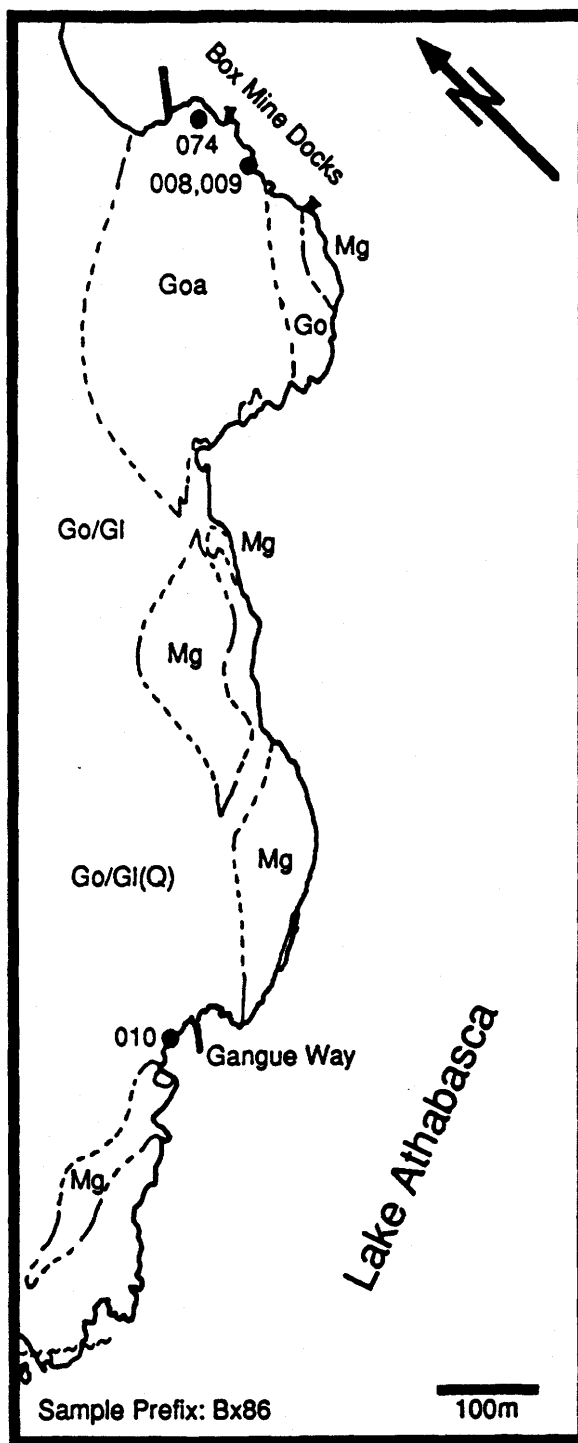 Box Mine Docks
N
074
008,009
Mg
Goa
Go
Go/Gl
Mg
Mg
Mg
Go/Gl(Q)
010
Gangue Way
Mg
Lake Athabasca
Sample Prefix: Bx86
100m